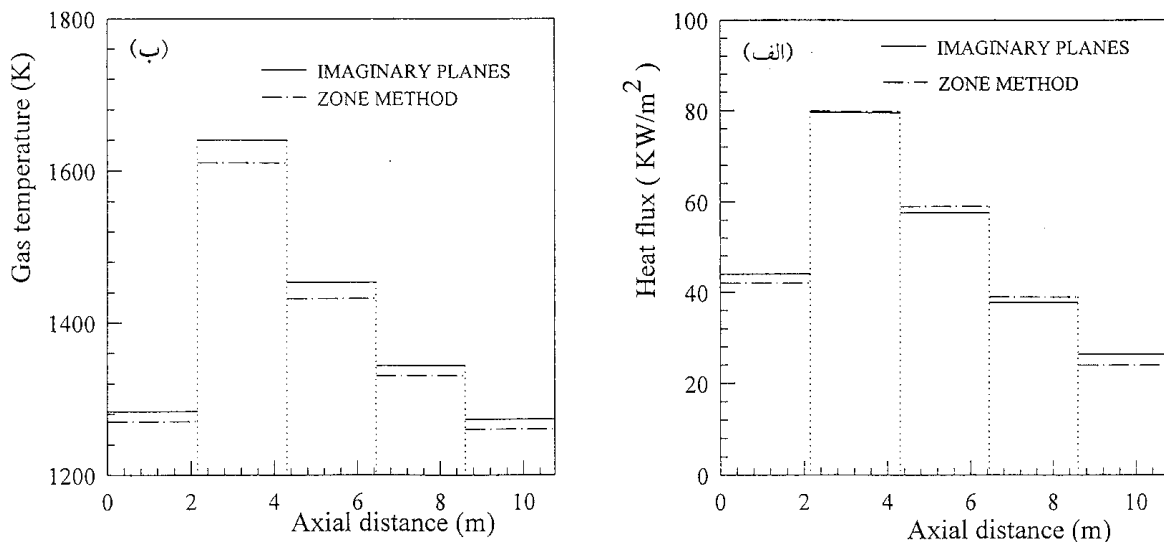 1800
1600
1400
1200
Gas temperature (K)
(ب)
IMAGINARY PLANES
ZONE METHOD
0 2 4 6 8 10
Axial distance (m)
100
80
60
40
20
0
Heat flux ( KW/m²)
(الف)
IMAGINARY PLANES
ZONE METHOD
0 2 4 6 8 10
Axial distance (m)